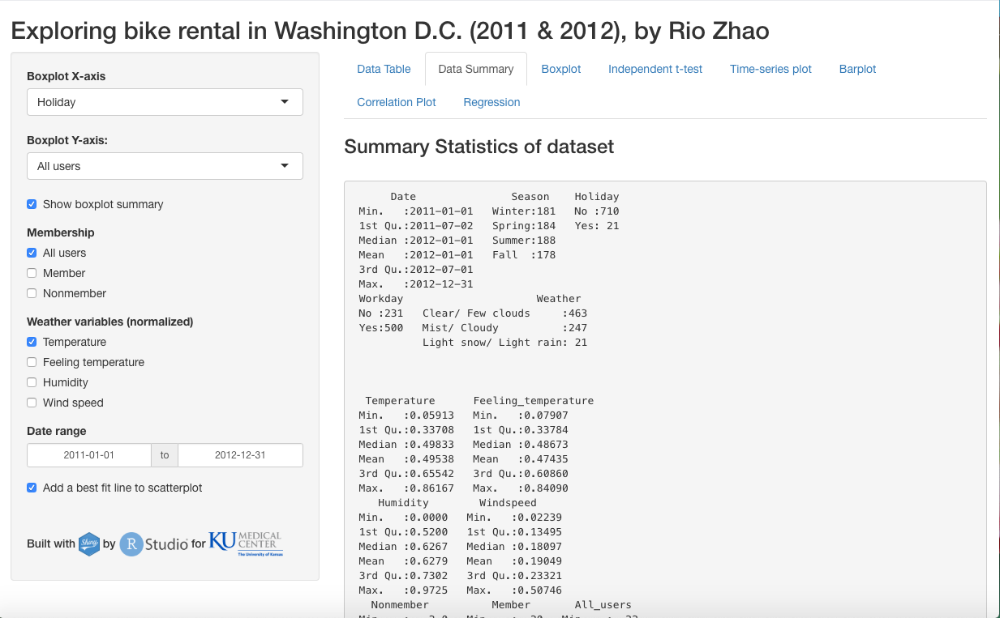 Exploring bike rental in Washington D.C. (2011 & 2012), by Rio Zhao
Boxplot X-axis
Holiday
Boxplot Y-axis:
All users
Show boxplot summary
Membership
All users
Member
Nonmember
Weather variables (normalized)
Temperature
Feeling temperature
Humidity
Wind speed
Date range
2011-01-01 to 2012-12-31
Add a best fit line to scatterplot
Built with Shiny by R Studio for KU MEDICAL CENTER The University of Kansas
Data Table Data Summary Boxplot Independent t-test Time-series plot Barplot
Correlation Plot Regression
Summary Statistics of dataset
Date Season Holiday
Min. :2011-01-01 Winter:181 No :710
1st Qu.:2011-07-02 Spring:184 Yes: 21
Median :2012-01-01 Summer:188
Mean :2012-01-01 Fall :178
3rd Qu.:2012-07-01
Max. :2012-12-31
Workday Weather
No :231 Clear/ Few clouds :463
Yes:500 Mist/ Cloudy :247
Light snow/ Light rain: 21
Temperature Feeling_temperature
Min. :0.05913 Min. :0.07907
1st Qu.:0.33708 1st Qu.:0.33784
Median :0.49833 Median :0.48673
Mean :0.49538 Mean :0.47435
3rd Qu.:0.65542 3rd Qu.:0.60860
Max. :0.86167 Max. :0.84090
Humidity Windspeed
Min. :0.0000 Min. :0.02239
1st Qu.:0.5200 1st Qu.:0.13495
Median :0.6267 Median :0.18097
Mean :0.6279 Mean :0.19049
3rd Qu.:0.7302 3rd Qu.:0.23321
Max. :0.9725 Max. :0.50746
Nonmember Member All_users